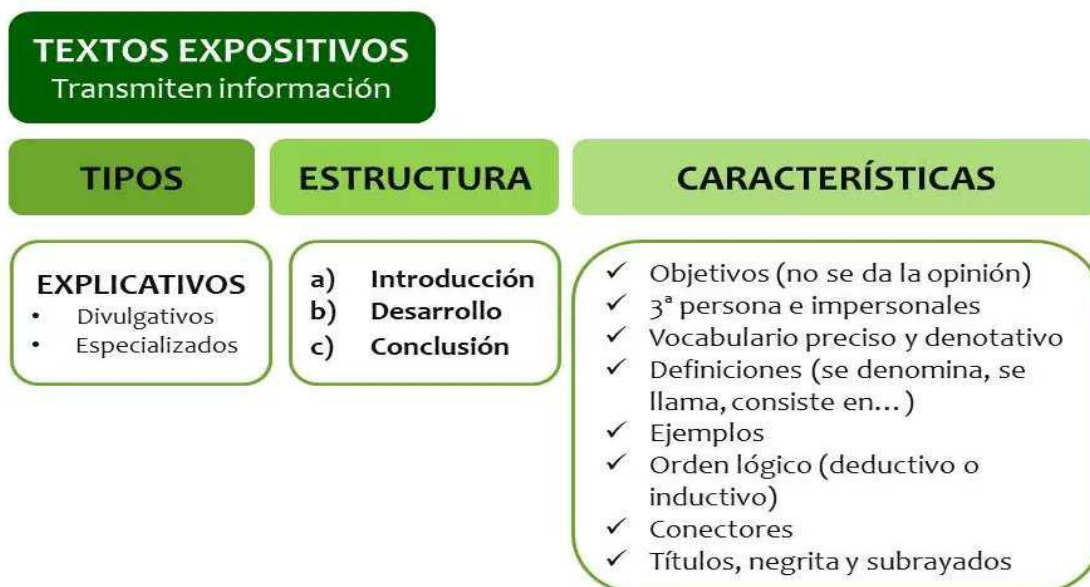 TEXTOS EXPOSITIVOS
Transmiten información
TIPOS
EXPLICATIVOS
• Divulgativos
• Especializados
ESTRUCTURA
a) Introducción
b) Desarrollo
c) Conclusión
CARACTERÍSTICAS
✓ Objetivos (no se da la opinión)
✓ 3ª persona e impersonales
✓ Vocabulario preciso y denotativo
✓ Definiciones (se denomina, se
llama, consiste en...)
✓ Ejemplos
✓ Orden lógico (deductivo o
inductivo)
✓ Conectores
✓ Títulos, negrita y subrayados